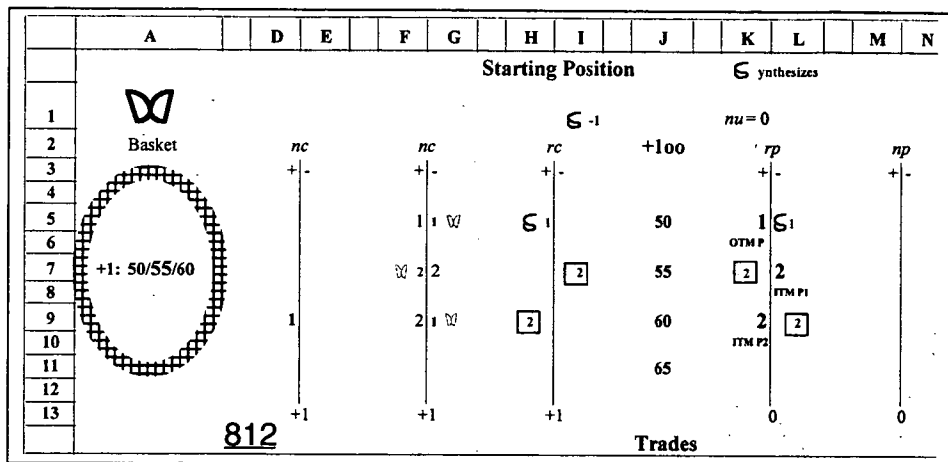 A D E F G H I J K L M N
Starting Position ϭ ynthesizes
1 ϭ -1 nu = 0
2 Basket nc nc rc +1oo rp np
3 + - + - + - + - + -
4
5 1 1 ϭ 1 50 1 ϭ1
6 OTM P
7 +1: 50/55/60 2 2 2 55 2 2
8 ITM P1
9 1 2 1 2 60 2 2
10 ITM P2
11 65
12
13 +1 +1 +1 0 0
812 Trades